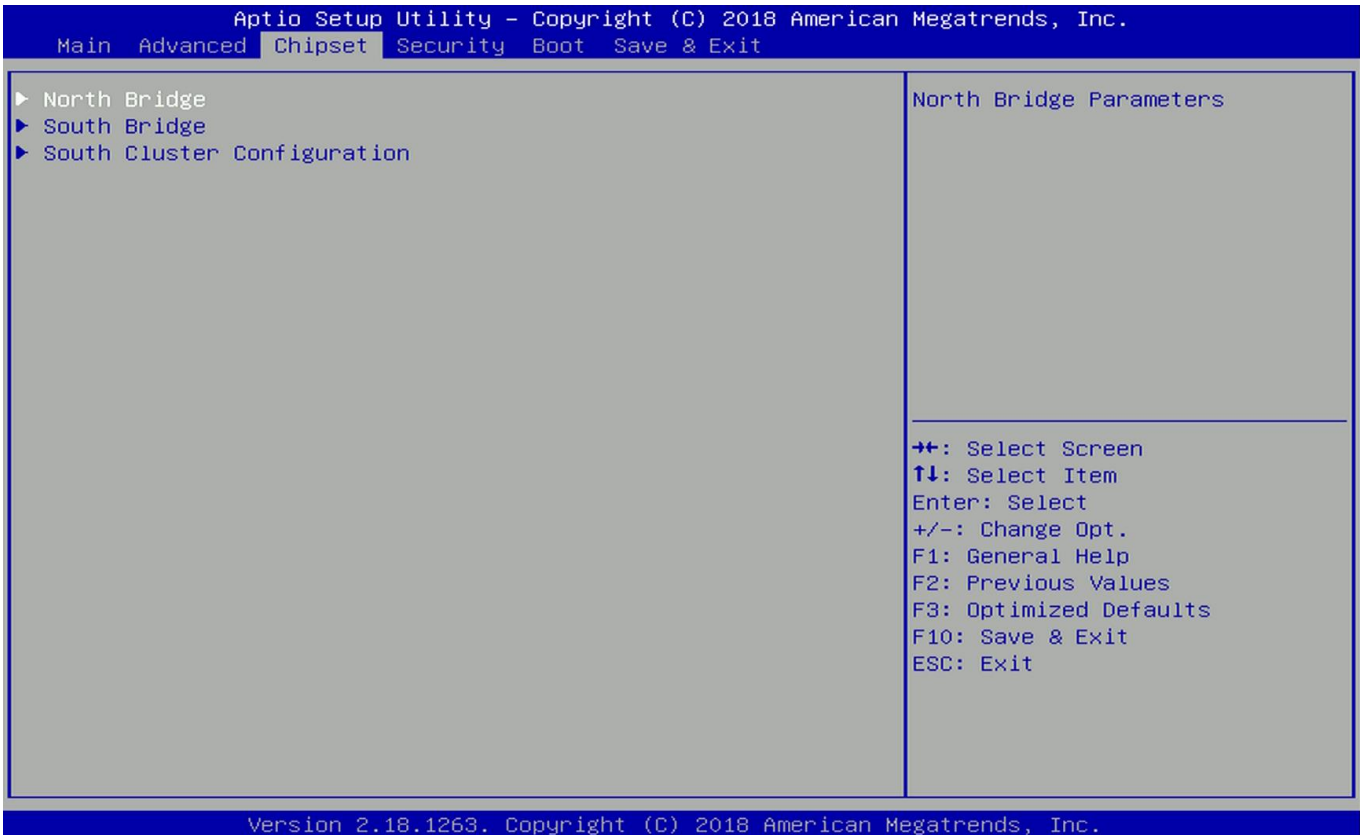 Aptio Setup Utility – Copyright (C) 2018 American Megatrends, Inc.
Main Advanced Chipset Security Boot Save & Exit
▶ North Bridge
▶ South Bridge
▶ South Cluster Configuration
North Bridge Parameters
→←: Select Screen
↑↓: Select Item
Enter: Select
+/-: Change Opt.
F1: General Help
F2: Previous Values
F3: Optimized Defaults
F10: Save & Exit
ESC: Exit
Version 2.18.1263. Copyright (C) 2018 American Megatrends, Inc.